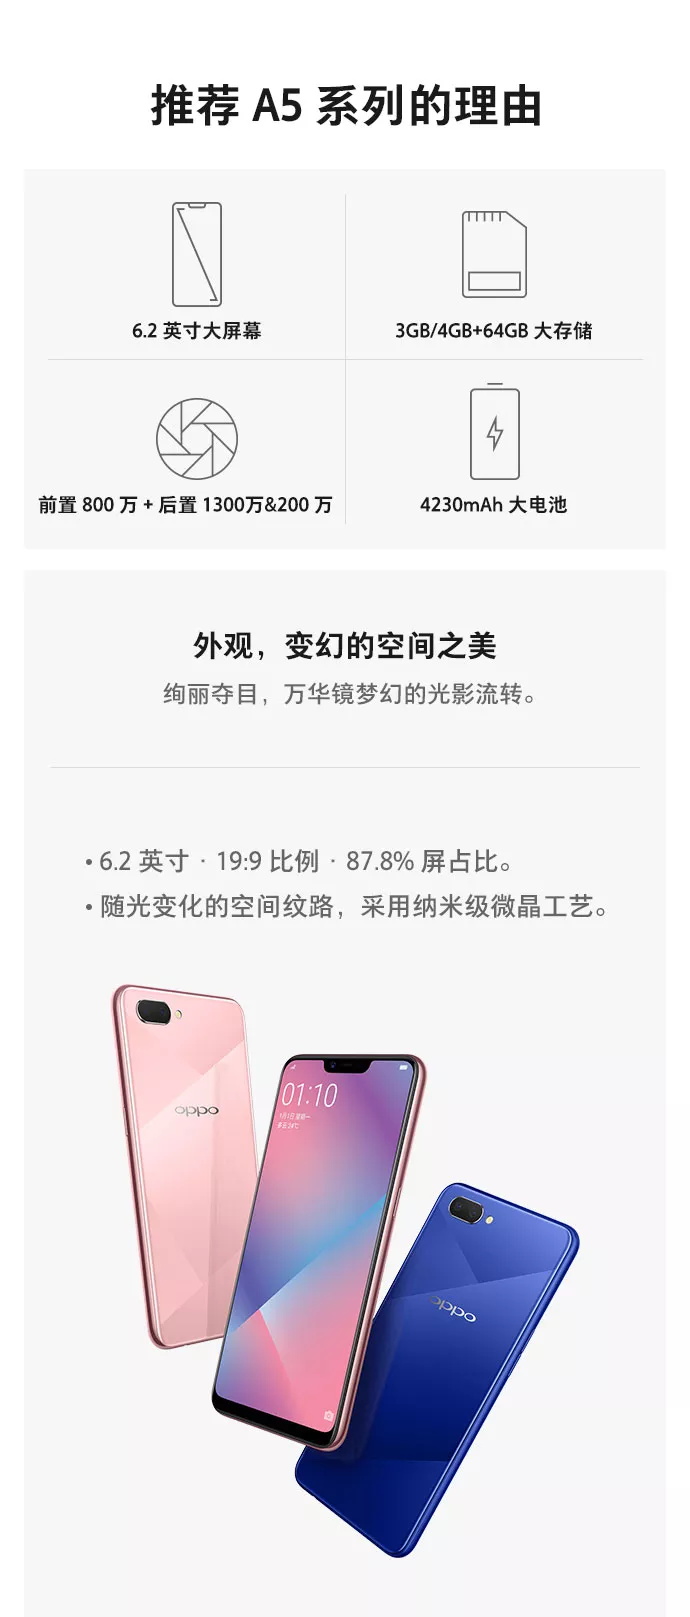 推荐 A5 系列的理由
6.2 英寸大屏幕
3GB/4GB+64GB 大存储
前置 800 万 + 后置 1300万&200 万
4230mAh 大电池
外观，变幻的空间之美
绚丽夺目，万华镜梦幻的光影流转。
• 6.2 英寸 · 19:9 比例 · 87.8% 屏占比。
• 随光变化的空间纹路，采用纳米级微晶工艺。
oppo
01:10
oppo